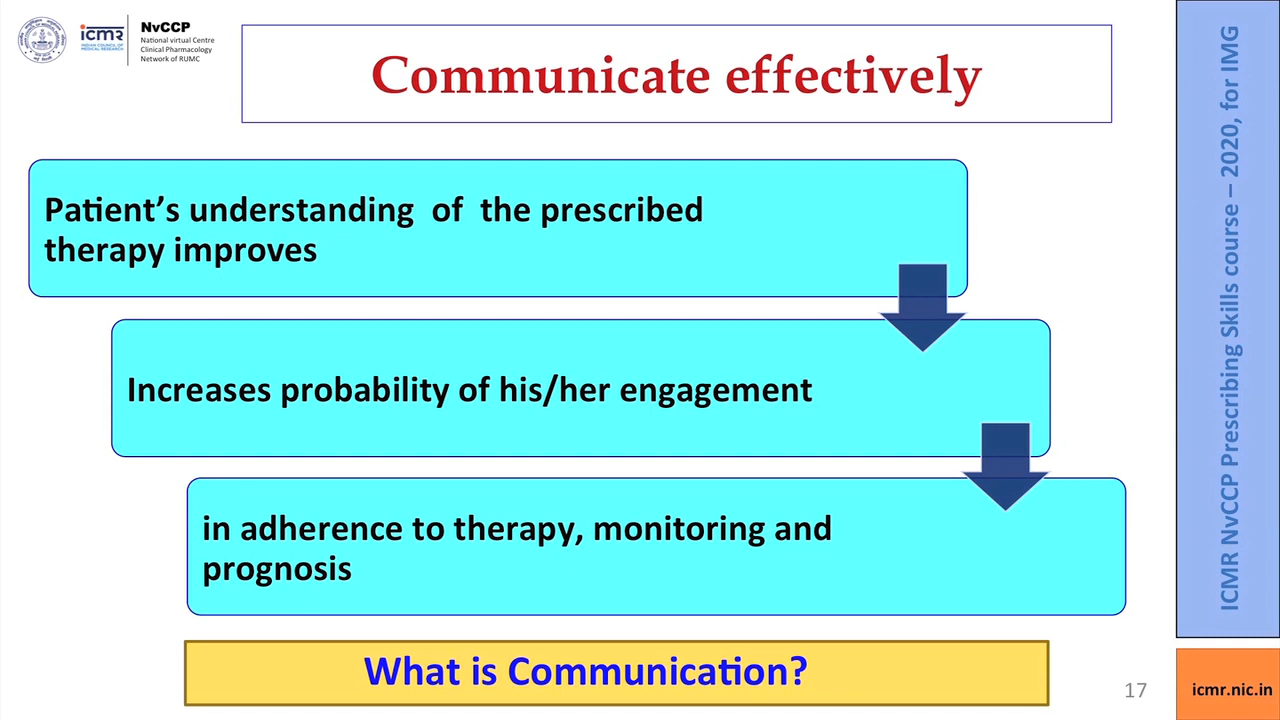 icmr
INDIAN COUNCIL OF
MEDICAL RESEARCH
NvCCP
National virtual Centre
Clinical Pharmacology
Network of RUMC
Communicate effectively
Patient’s understanding of the prescribed
therapy improves
Increases probability of his/her engagement
in adherence to therapy, monitoring and
prognosis
What is Communication?
17
ICMR NvCCP Prescribing Skills course – 2020, for IMG
icmr.nic.in